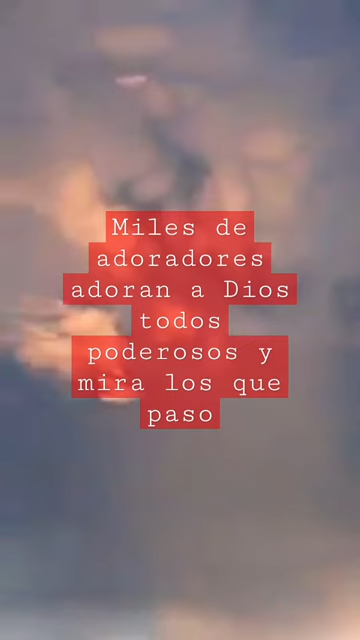 Miles de
adoradores
adoran a Dios
todos
poderosos y
mira los que
paso